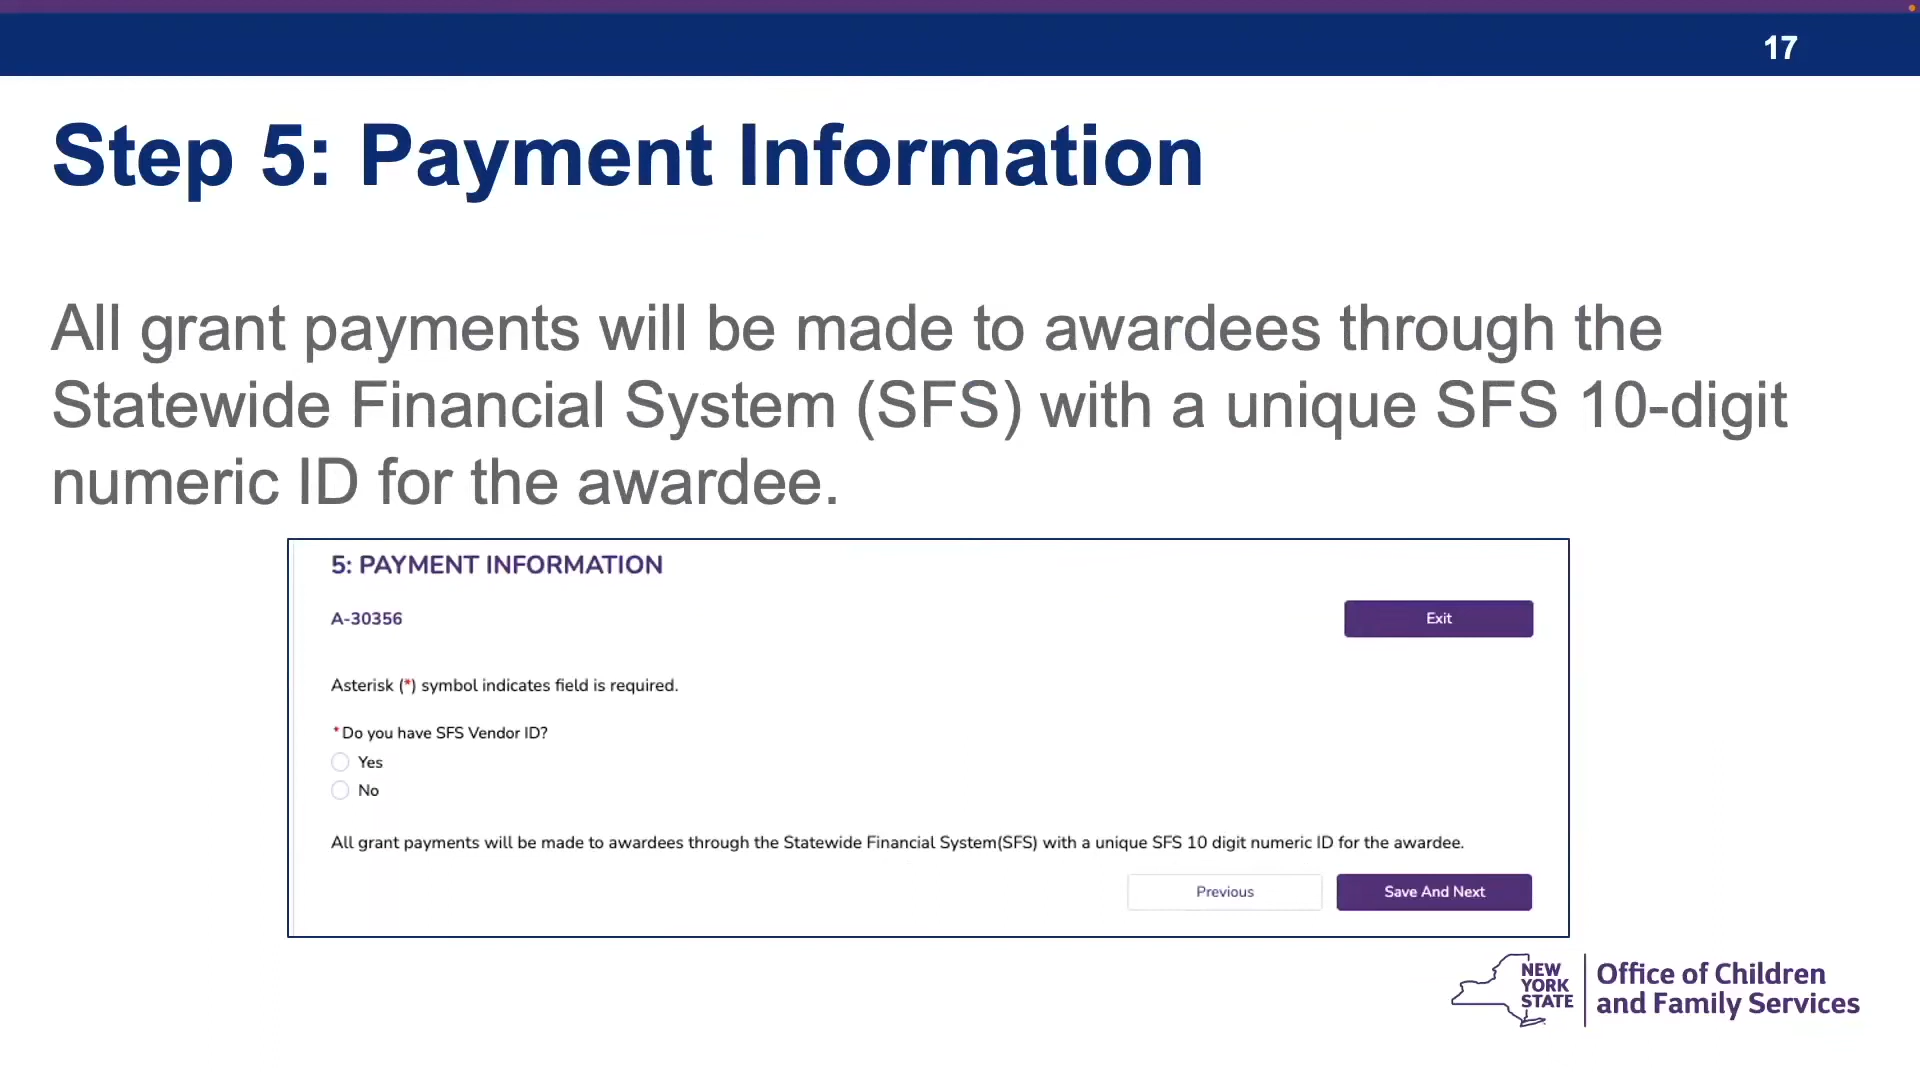 17
Step 5: Payment Information
All grant payments will be made to awardees through the
Statewide Financial System (SFS) with a unique SFS 10-digit
numeric ID for the awardee.
5: PAYMENT INFORMATION
A-30356
Exit
Asterisk (*) symbol indicates field is required.
*Do you have SFS Vendor ID?
Yes
No
All grant payments will be made to awardees through the Statewide Financial System(SFS) with a unique SFS 10 digit numeric ID for the awardee.
Previous
Save And Next
NEW
YORK
STATE
Office of Children
and Family Services